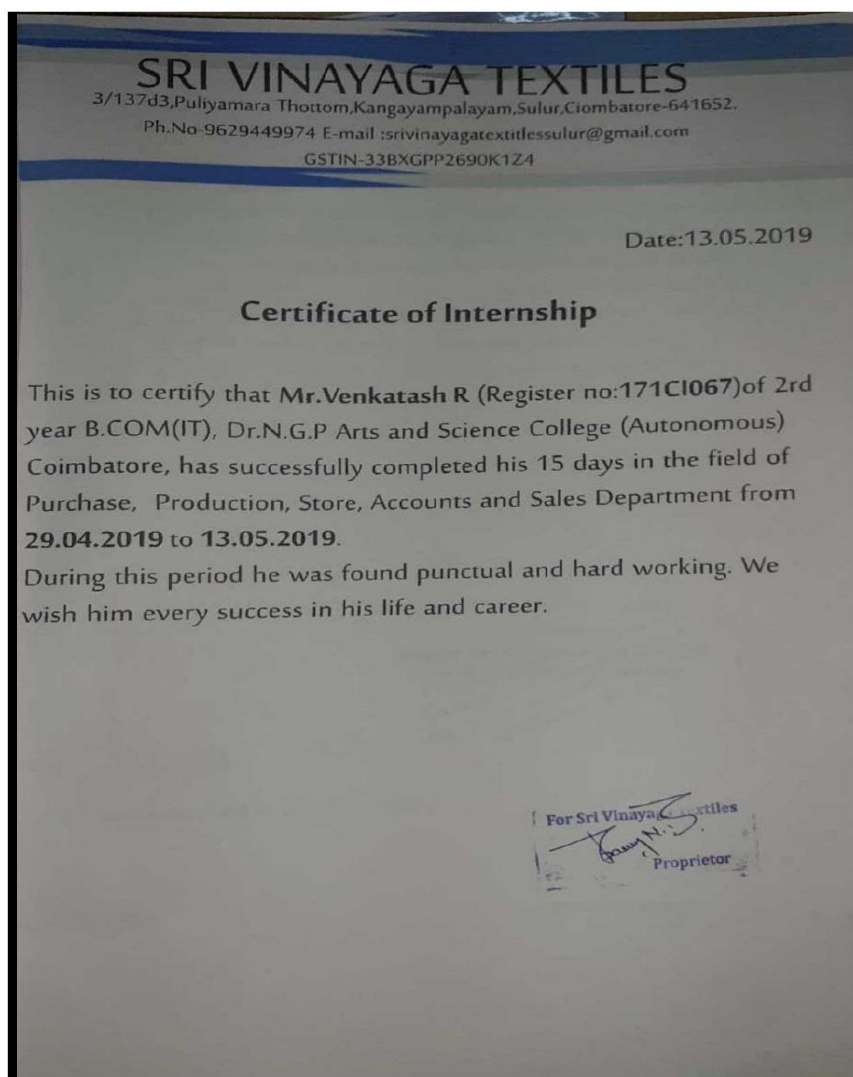 SRI VINAYAGA TEXTILES
3/137d3,Puliyamara Thottom,Kangayampalayam,Sulur,Ciombatore-641652.
Ph.No-9629449974 E-mail :srivinayagatextitlessulur@gmail.com
GSTIN-33BXGPP2690K1Z4
Date:13.05.2019
Certificate of Internship
This is to certify that Mr.Venkatash R (Register no:171CI067)of 2rd
year B.COM(IT), Dr.N.G.P Arts and Science College (Autonomous)
Coimbatore, has successfully completed his 15 days in the field of
Purchase, Production, Store, Accounts and Sales Department from
29.04.2019 to 13.05.2019.
During this period he was found punctual and hard working. We
wish him every success in his life and career.
For Sri Vinayaga Textiles
Proprietor